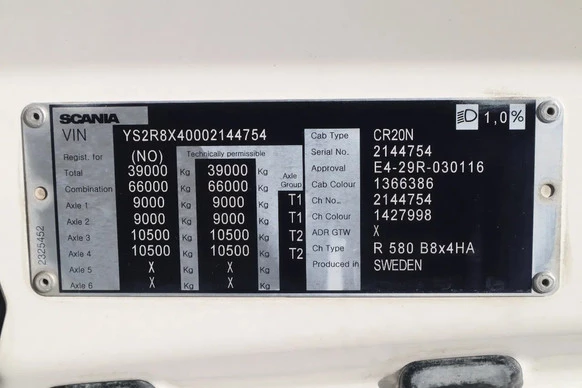 SCANIA 1,0%
VIN YS2R8X40002144754 Cab Type CR20N
Regist. for (NO) Technically permissible Serial No. 2144754
Total 39000 Kg 39000 Kg Axle Group Approval E4-29R-030116
Combination 66000 Kg 66000 Kg Cab Colour 1366386
Axle 1 9000 Kg 9000 Kg T1 Ch No. 2144754
Axle 2 9000 Kg 9000 Kg T1 Ch Colour 1427998
Axle 3 10500 Kg 10500 Kg T2 ADR GTW X
Axle 4 10500 Kg 10500 Kg T2 Ch Type R 580 B8x4HA
Axle 5 X Kg X Kg Produced in SWEDEN
Axle 6 X Kg X Kg
2325452